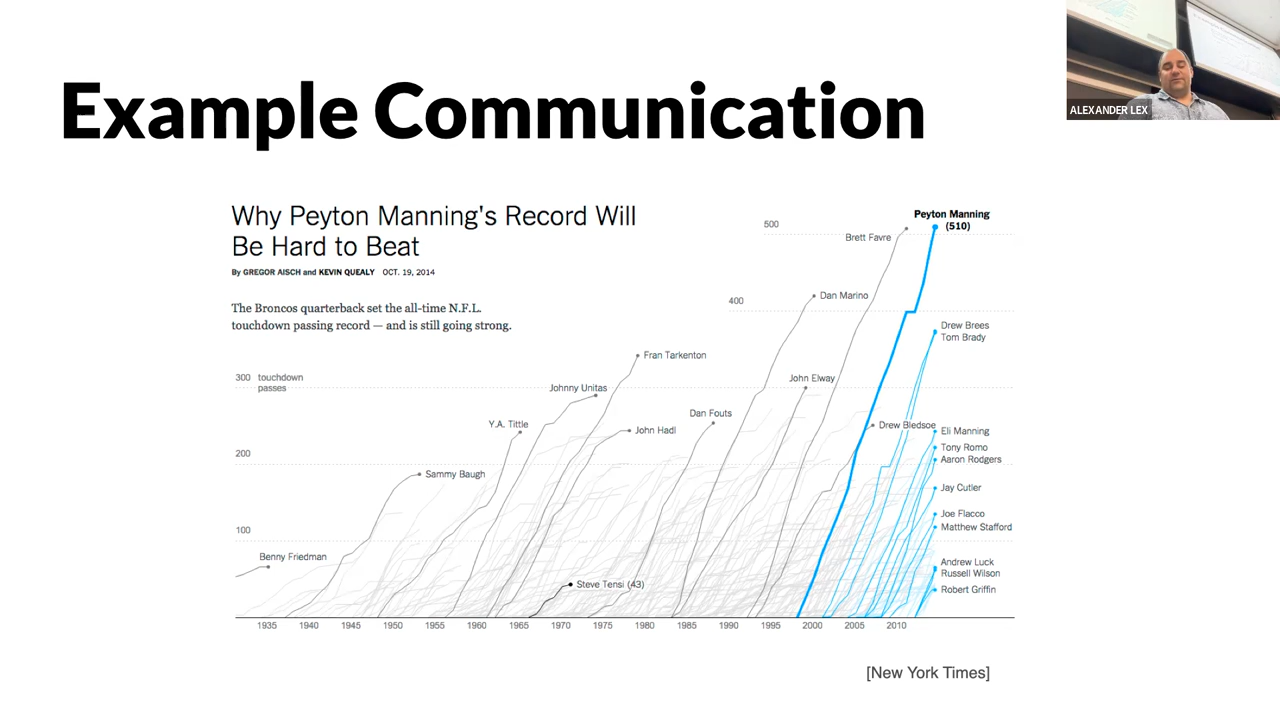 ALEXANDER LEX
Example Communication
Why Peyton Manning's Record Will
Be Hard to Beat
By GREGOR AISCH and KEVIN QUEALY OCT. 19, 2014
The Broncos quarterback set the all-time N.F.L.
touchdown passing record — and is still going strong.
500
Brett Favre
Peyton Manning
(510)
400
Dan Marino
Drew Brees
Tom Brady
Fran Tarkenton
300 touchdown
passes
Johnny Unitas
John Elway
Y.A. Tittle
John Hadl
Dan Fouts
Drew Bledsoe
Eli Manning
Tony Romo
Aaron Rodgers
200
Sammy Baugh
Jay Cutler
Joe Flacco
Matthew Stafford
100
Benny Friedman
Andrew Luck
Russell Wilson
Steve Tensi (43)
Robert Griffin
1935 1940 1945 1950 1955 1960 1965 1970 1975 1980 1985 1990 1995 2000 2005 2010
[New York Times]